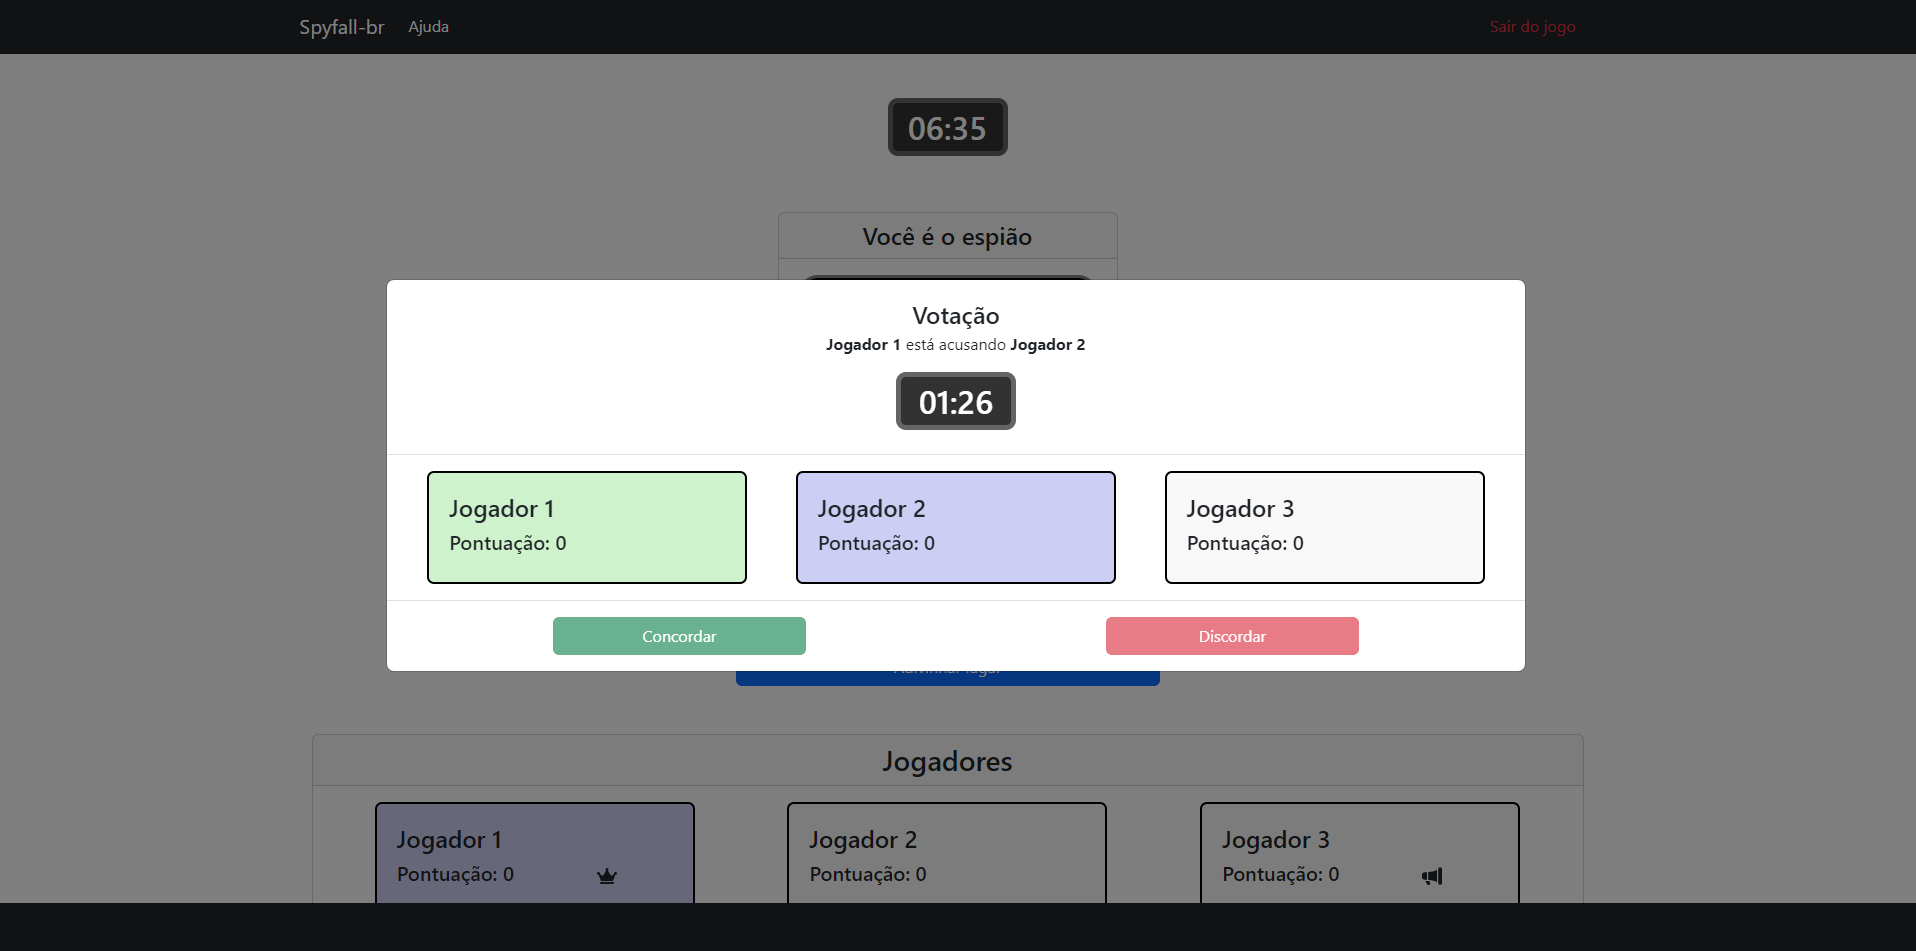 Spyfall-br Ajuda Sair do jogo
06:35
Você é o espião
Votação
Jogador 1 está acusando Jogador 2
01:26
Jogador 1
Pontuação: 0
Jogador 2
Pontuação: 0
Jogador 3
Pontuação: 0
Concordar
Discordar
Jogadores
Jogador 1
Pontuação: 0
Jogador 2
Pontuação: 0
Jogador 3
Pontuação: 0